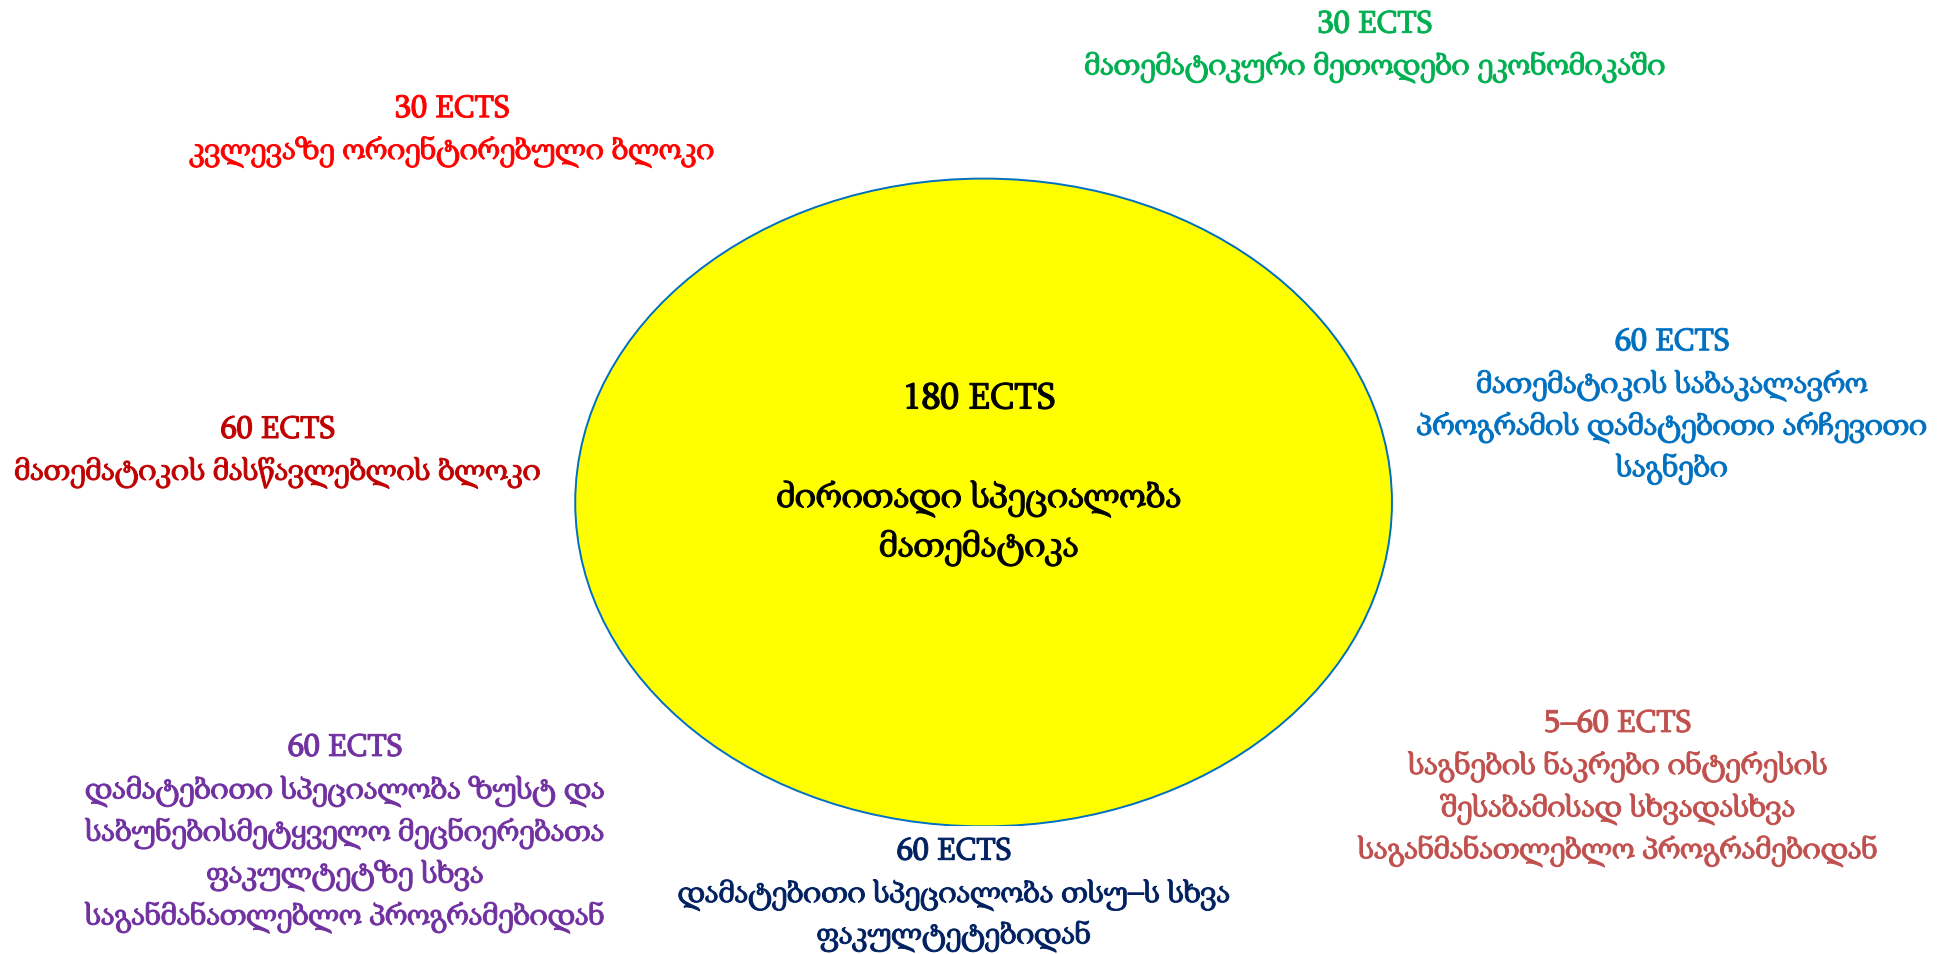 30 ECTS
მათემატიკური მეთოდები ეკონომიკაში
30 ECTS
კვლევაზე ორიენტირებული ბლოკი
60 ECTS
მათემატიკის საბაკალავრო
პროგრამის დამატებითი არჩევითი
საგნები
180 ECTS
ძირითადი სპეციალობა
მათემატიკა
60 ECTS
მათემატიკის მასწავლებლის ბლოკი
5–60 ECTS
საგნების ნაკრები ინტერესის
შესაბამისად სხვადასხვა
საგანმანათლებლო პროგრამებიდან
60 ECTS
დამატებითი სპეციალობა ზუსტ და
საბუნებისმეტყველო მეცნიერებათა
ფაკულტეტზე სხვა
საგანმანათლებლო პროგრამებიდან
60 ECTS
დამატებითი სპეციალობა თსუ–ს სხვა
ფაკულტეტებიდან